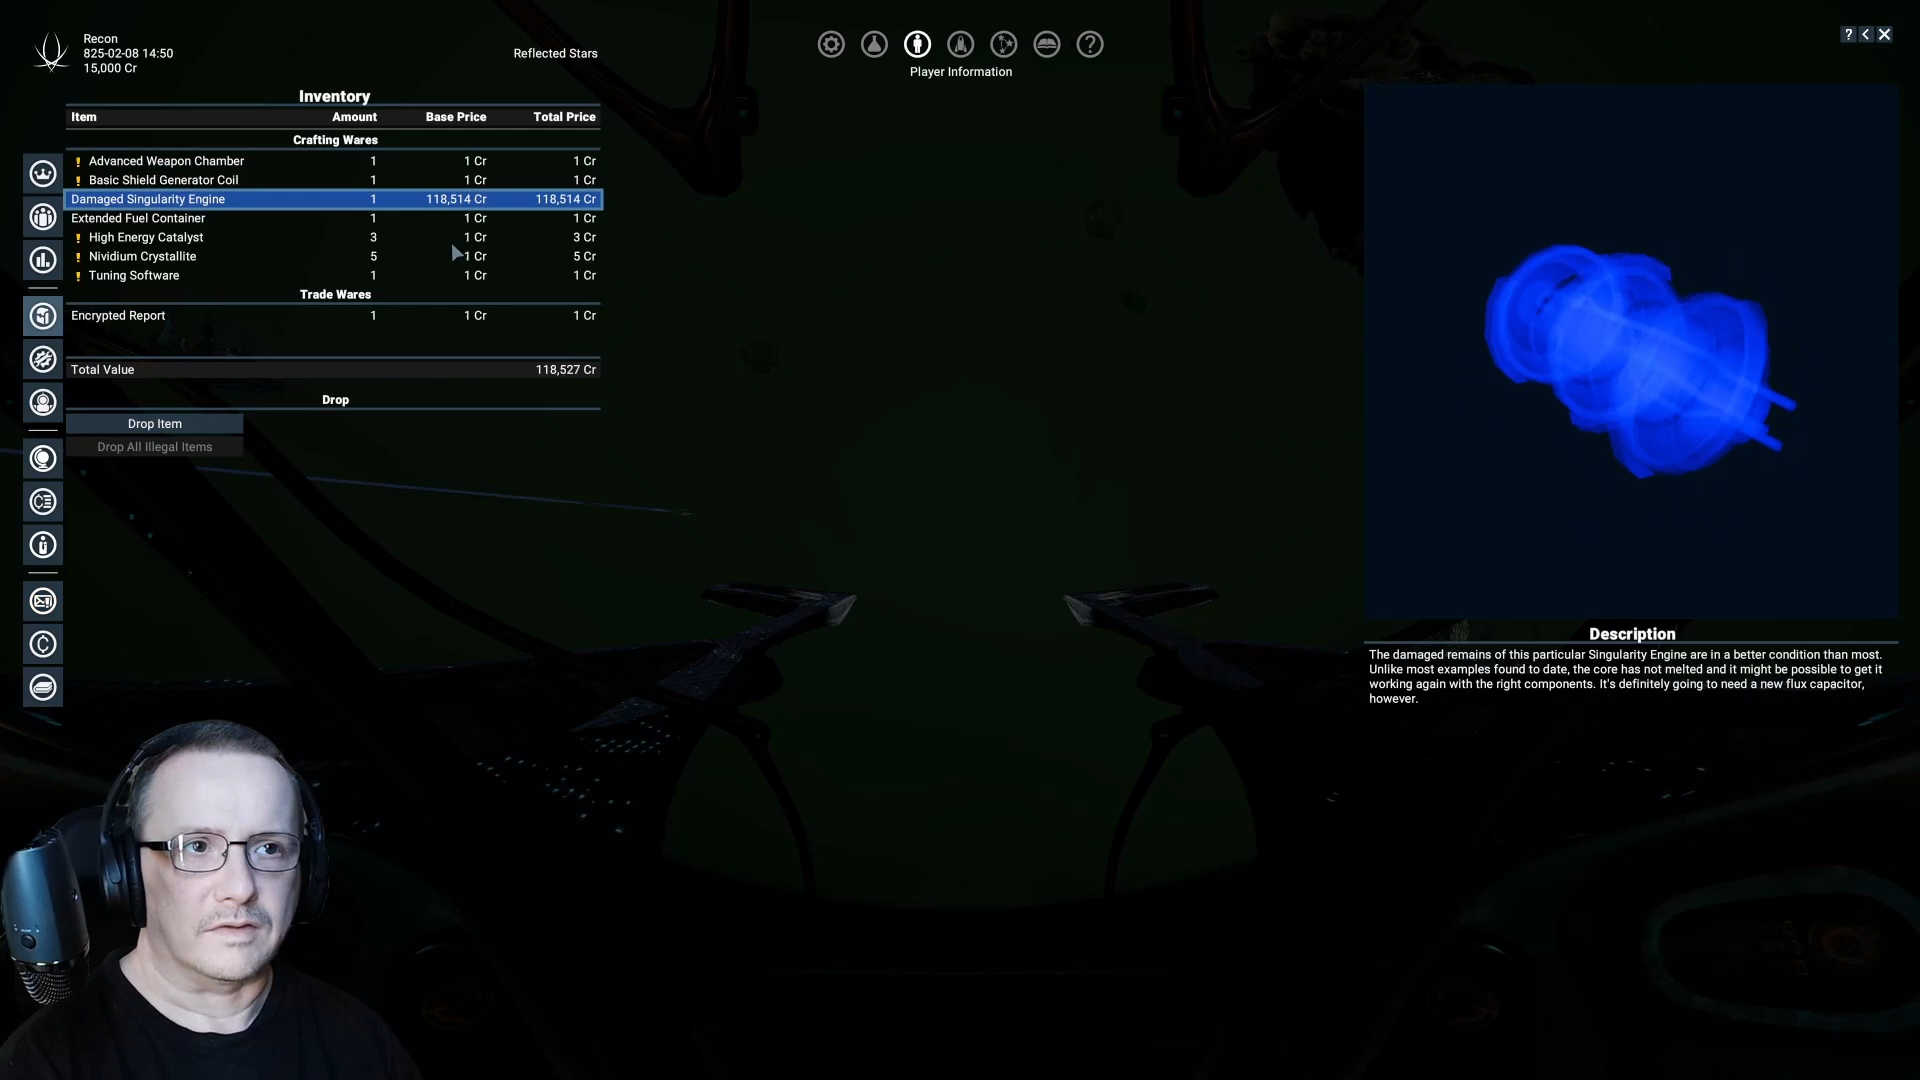 Recon
825-02-08 14:50
15,000 Cr
Reflected Stars
Player Information
? < X
Inventory
Item Amount Base Price Total Price
Crafting Wares
! Advanced Weapon Chamber 1 1 Cr 1 Cr
! Basic Shield Generator Coil 1 1 Cr 1 Cr
Damaged Singularity Engine 1 118,514 Cr 118,514 Cr
Extended Fuel Container 1 1 Cr 1 Cr
! High Energy Catalyst 3 1 Cr 3 Cr
! Nividium Crystallite 5 1 Cr 5 Cr
! Tuning Software 1 1 Cr 1 Cr
Trade Wares
Encrypted Report 1 1 Cr 1 Cr
Total Value 118,527 Cr
Drop
Drop Item
Drop All Illegal Items
Description
The damaged remains of this particular Singularity Engine are in a better condition than most.
Unlike most examples found to date, the core has not melted and it might be possible to get it
working again with the right components. It's definitely going to need a new flux capacitor,
however.